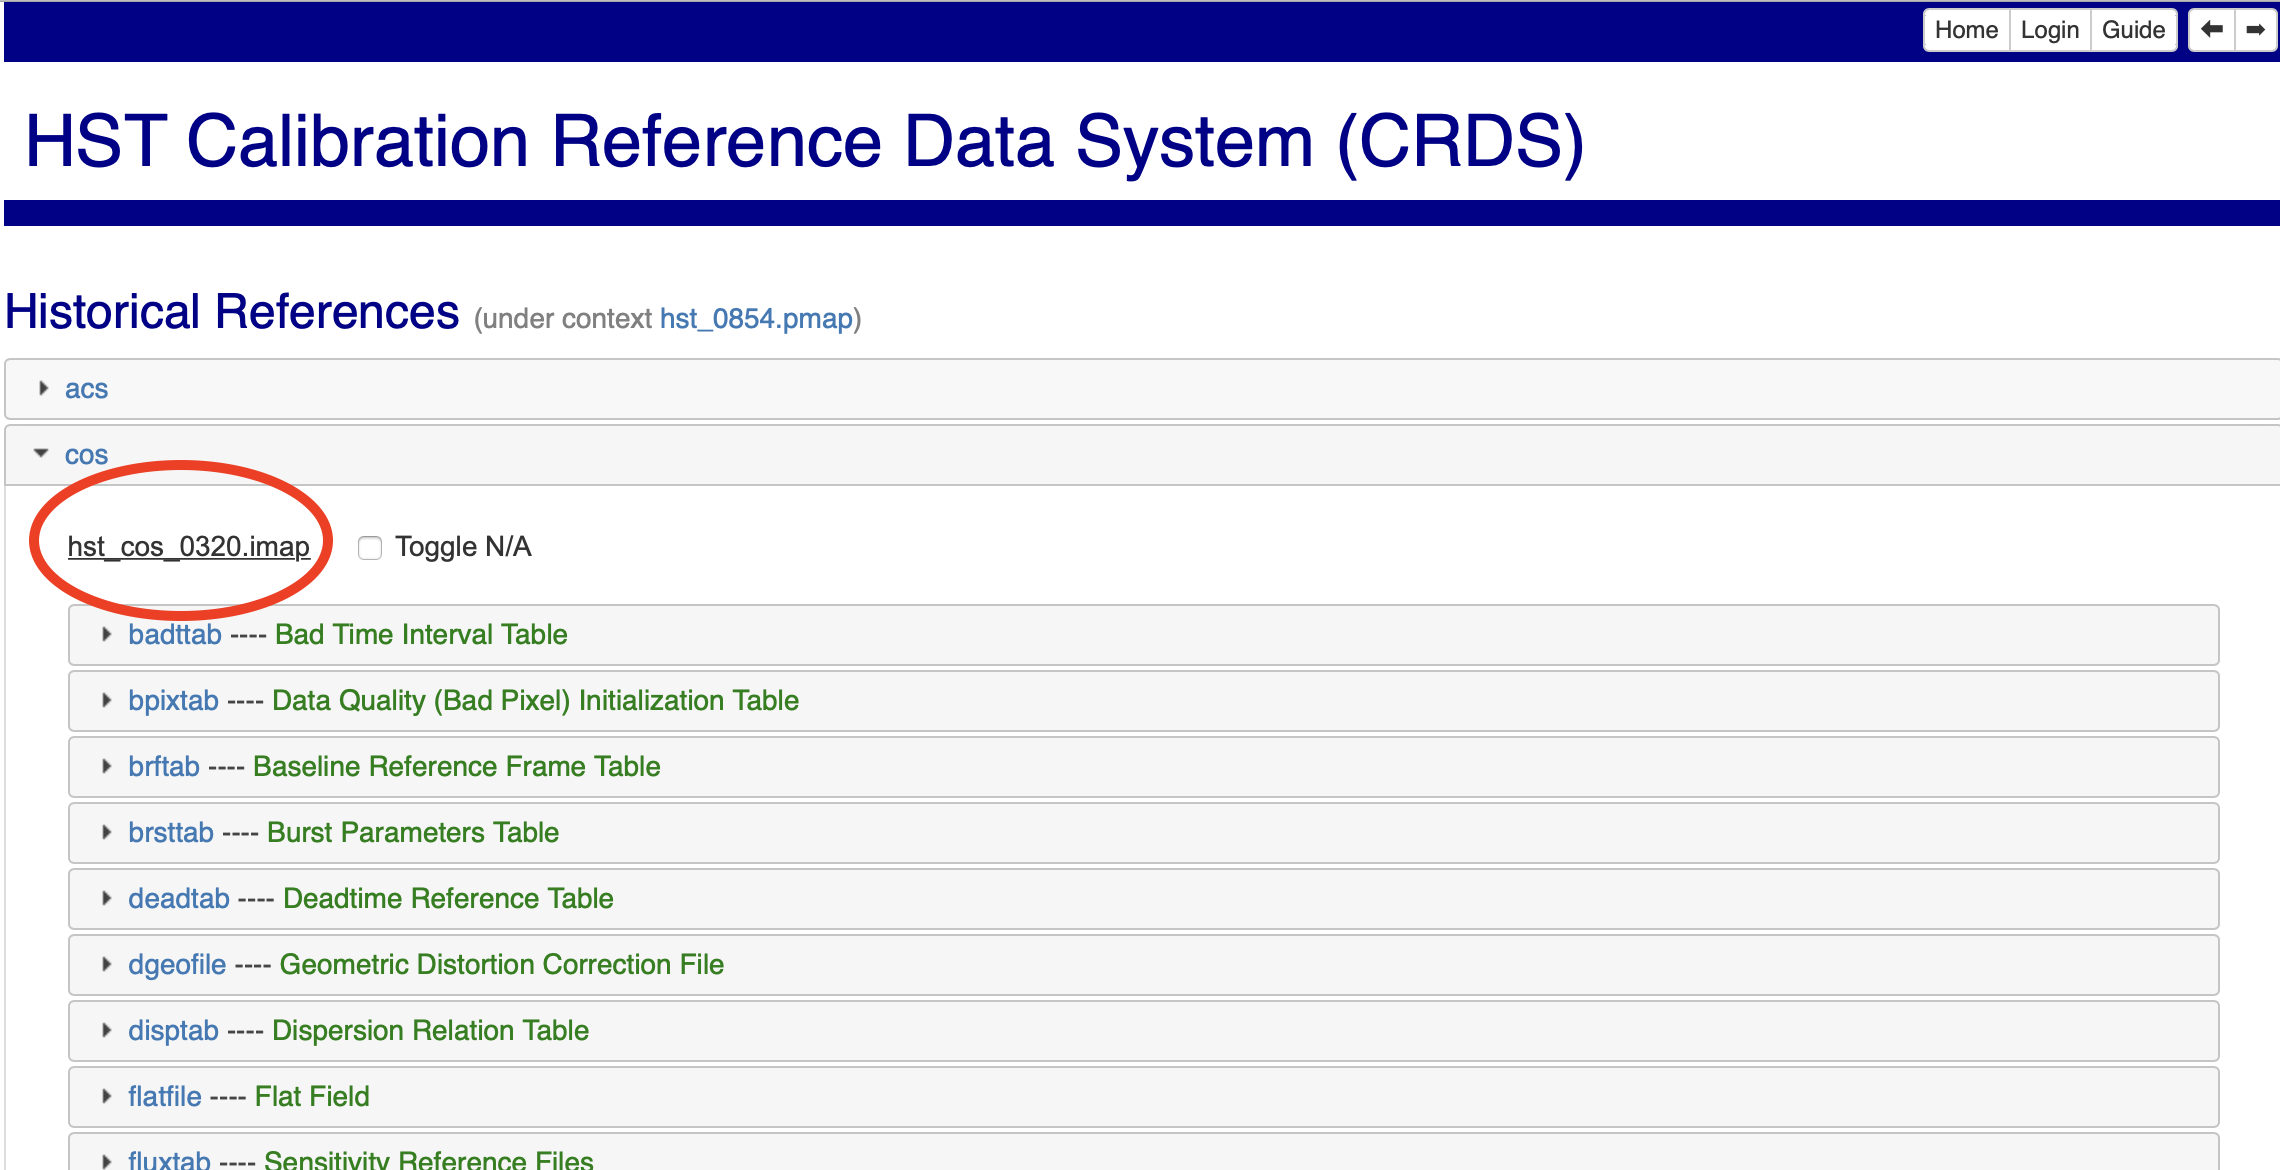 Home Login Guide
HST Calibration Reference Data System (CRDS)
Historical References (under context hst_0854.pmap)
acs
cos
hst_cos_0320.imap Toggle N/A
badttab ---- Bad Time Interval Table
bpixtab ---- Data Quality (Bad Pixel) Initialization Table
brftab ---- Baseline Reference Frame Table
brsttab ---- Burst Parameters Table
deadtab ---- Deadtime Reference Table
dgeofile ---- Geometric Distortion Correction File
disptab ---- Dispersion Relation Table
flatfile ---- Flat Field
fluxtab ---- Sensitivity Reference Files